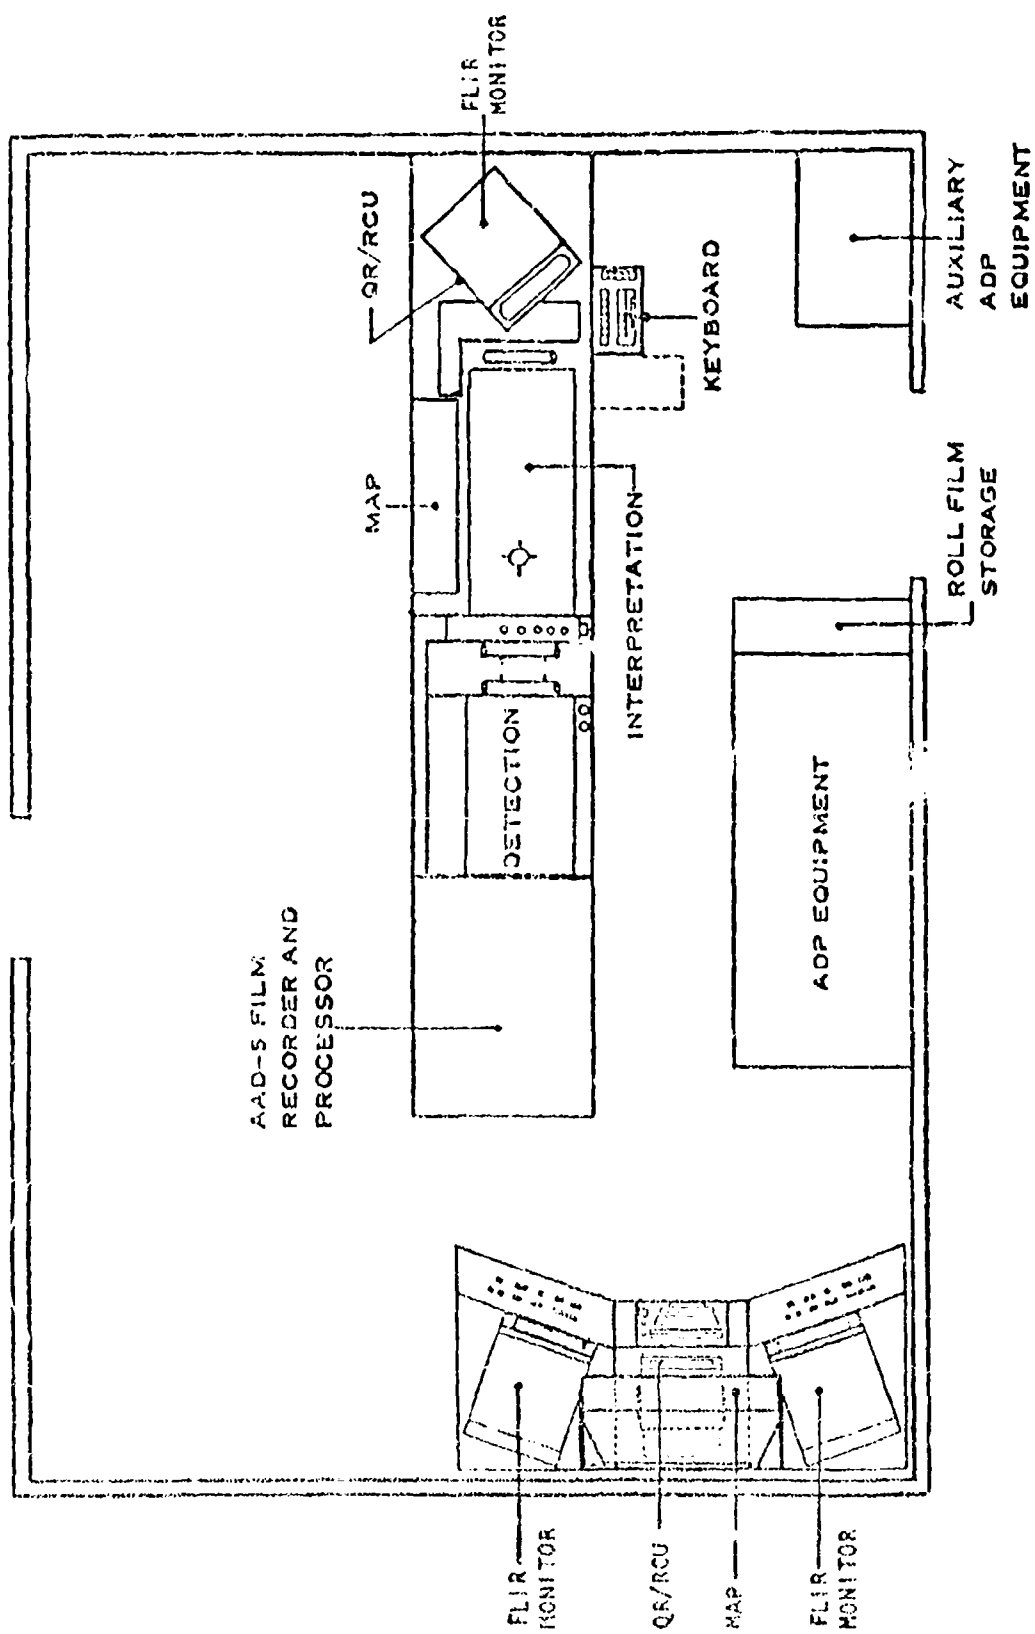 FLIR
MONITOR
QR/RCU
MAP
FLIR
MONITOR
AAD-5 FILM
RECORDER AND
PROCESSOR
DETECTION
MAP
QR/RCU
FLIR
MONITOR
INTERPRETATION
KEYBOARD
ADP EQUIPMENT
ROLL FILM
STORAGE
AUXILIARY
ADP
EQUIPMENT